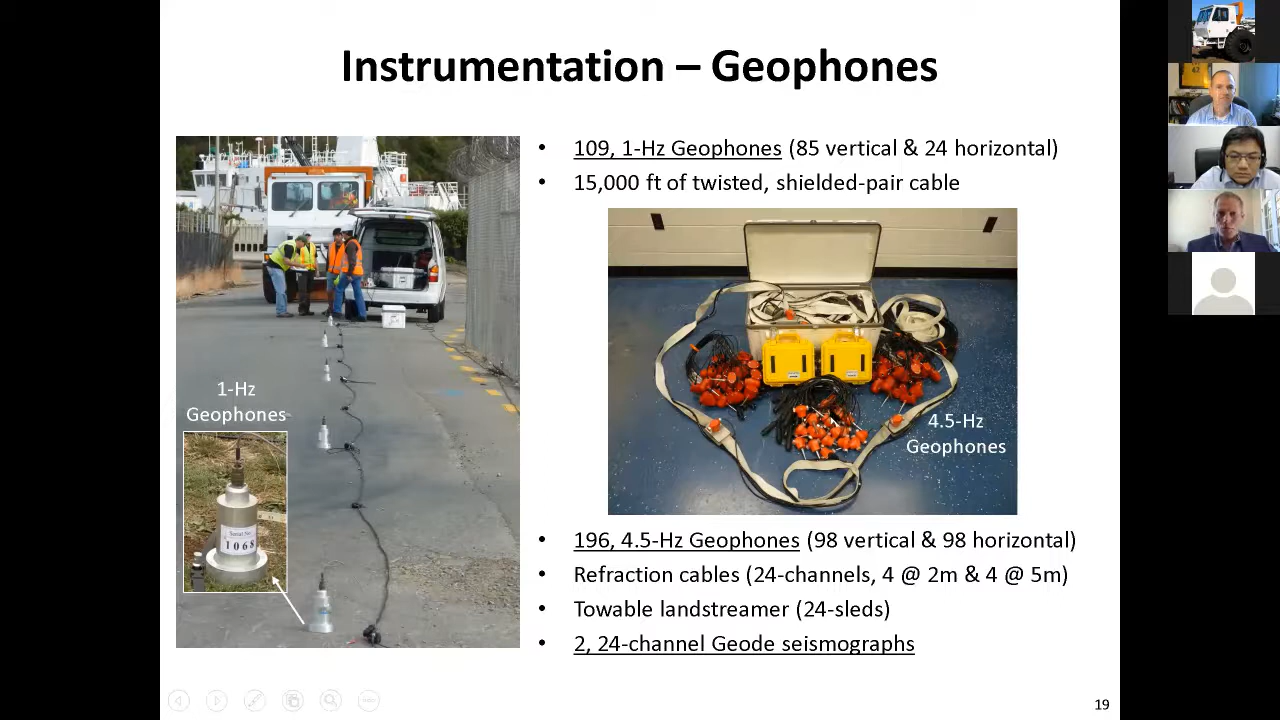 Instrumentation – Geophones
• 109, 1-Hz Geophones (85 vertical & 24 horizontal)
• 15,000 ft of twisted, shielded-pair cable
1-Hz
Geophones
1068
4.5-Hz
Geophones
• 196, 4.5-Hz Geophones (98 vertical & 98 horizontal)
• Refraction cables (24-channels, 4 @ 2m & 4 @ 5m)
• Towable landstreamer (24-sleds)
• 2, 24-channel Geode seismographs
19
42